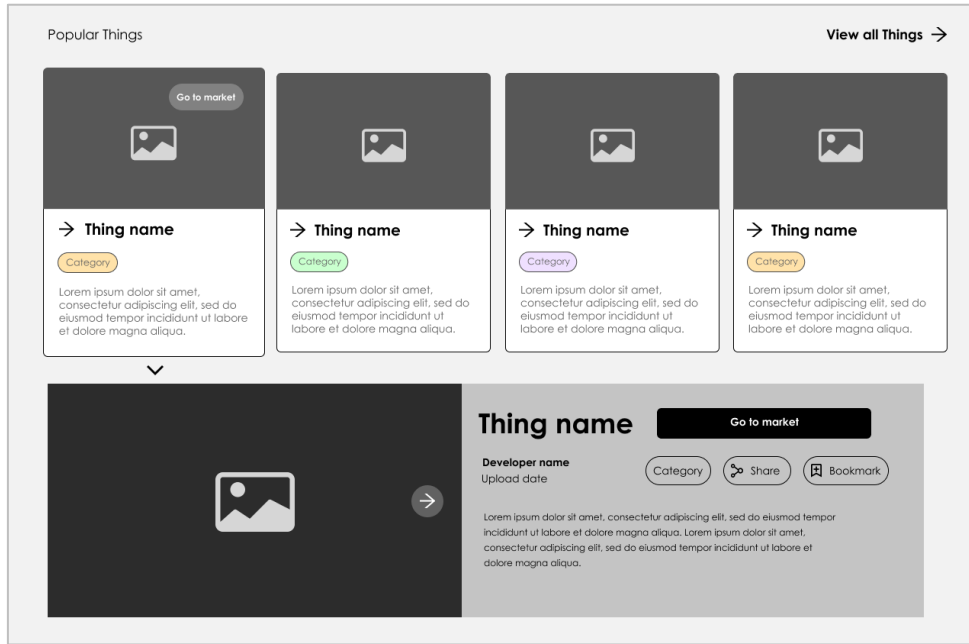 Popular Things
View all Things
Go to market
Thing name
Category
Lorem ipsum dolor sit amet,
consectetur adipiscing elit, sed do
eiusmod tempor incididunt ut labore
et dolore magna aliqua.
Thing name
Category
Lorem ipsum dolor sit amet,
consectetur adipiscing elit, sed do
eiusmod tempor incididunt ut
labore et dolore magna aliqua.
Thing name
Category
Lorem ipsum dolor sit amet,
consectetur adipiscing elit, sed do
eiusmod tempor incididunt ut
labore et dolore magna aliqua.
Thing name
Category
Lorem ipsum dolor sit amet,
consectetur adipiscing elit, sed do
eiusmod tempor incididunt ut
labore et dolore magna aliqua.
Thing name
Go to market
Developer name
Upload date
Category
Share
Bookmark
Lorem ipsum dolor sit amet, consectetur adipiscing elit, sed do eiusmod tempor
incididunt ut labore et dolore magna aliqua. Lorem ipsum dolor sit amet,
consectetur adipiscing elit, sed do eiusmod tempor incididunt ut labore et
dolore magna aliqua.